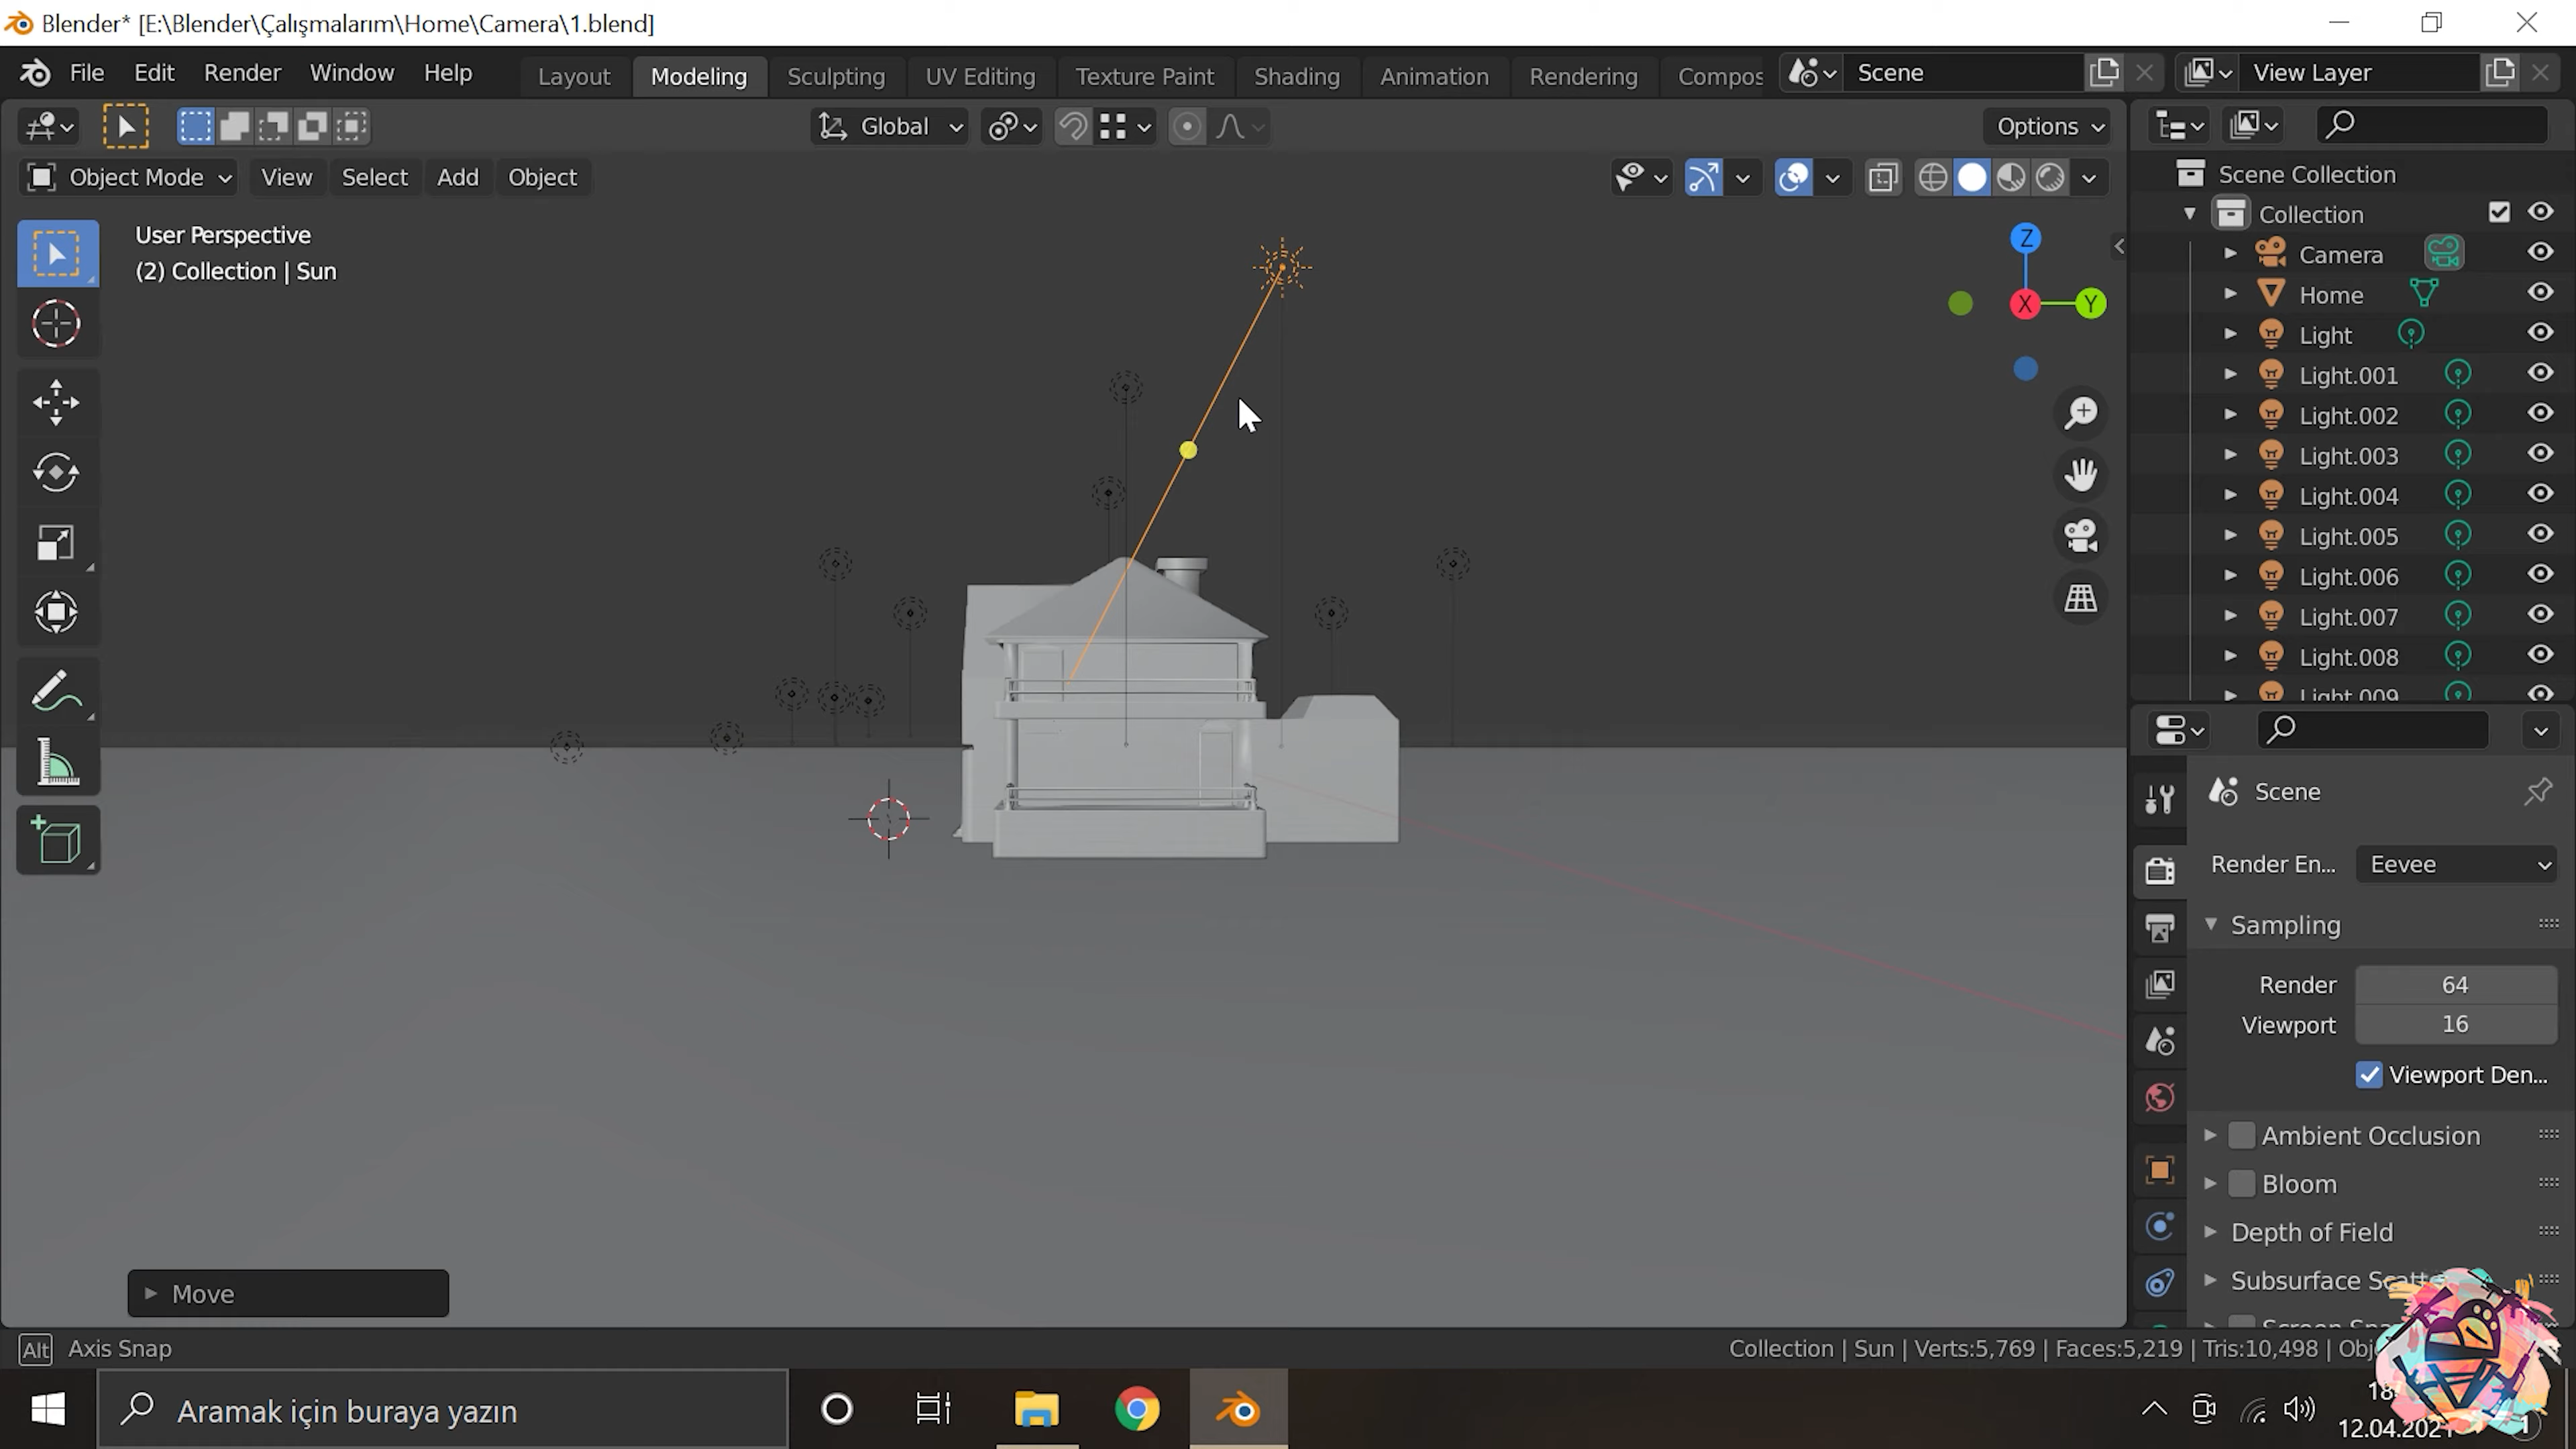 Blender* [E:\Blender\Çalışmalarım\Home\Camera\1.blend]
File Edit Render Window Help
Layout Modeling Sculpting UV Editing Texture Paint Shading Animation Rendering Compos
Scene
View Layer
Global
Options
Object Mode View Select Add Object
User Perspective
(2) Collection | Sun
Z
X
Y
Scene Collection
Collection
Camera
Home
Light
Light.001
Light.002
Light.003
Light.004
Light.005
Light.006
Light.007
Light.008
Light.009
Scene
Render En... Eevee
Sampling
Render 64
Viewport 16
Viewport Den...
Ambient Occlusion
Bloom
Depth of Field
Subsurface
Move
Alt Axis Snap
Collection | Sun | Verts:5,769 | Faces:5,219 | Tris:10,498 |
Aramak için buraya yazın